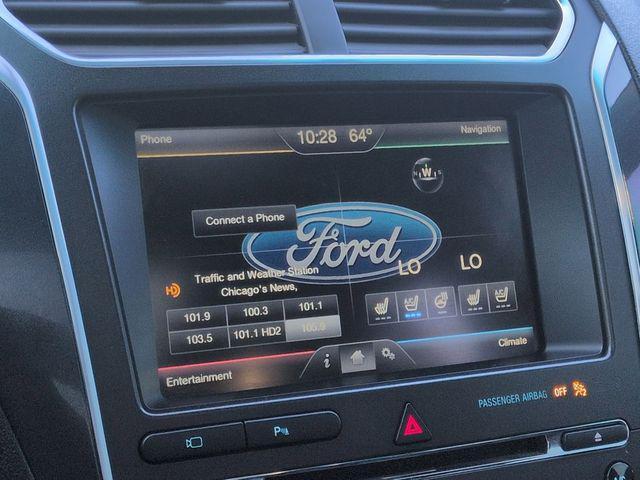 Phone 10:28 64° Navigation
N W S
Connect a Phone
Ford
LO LO
HD Traffic and Weather Station
Chicago's News,
101.9 100.3 101.1
103.5 101.1 HD2 105.9
A/C A/C
Entertainment i Climate
PASSENGER AIRBAG OFF
P